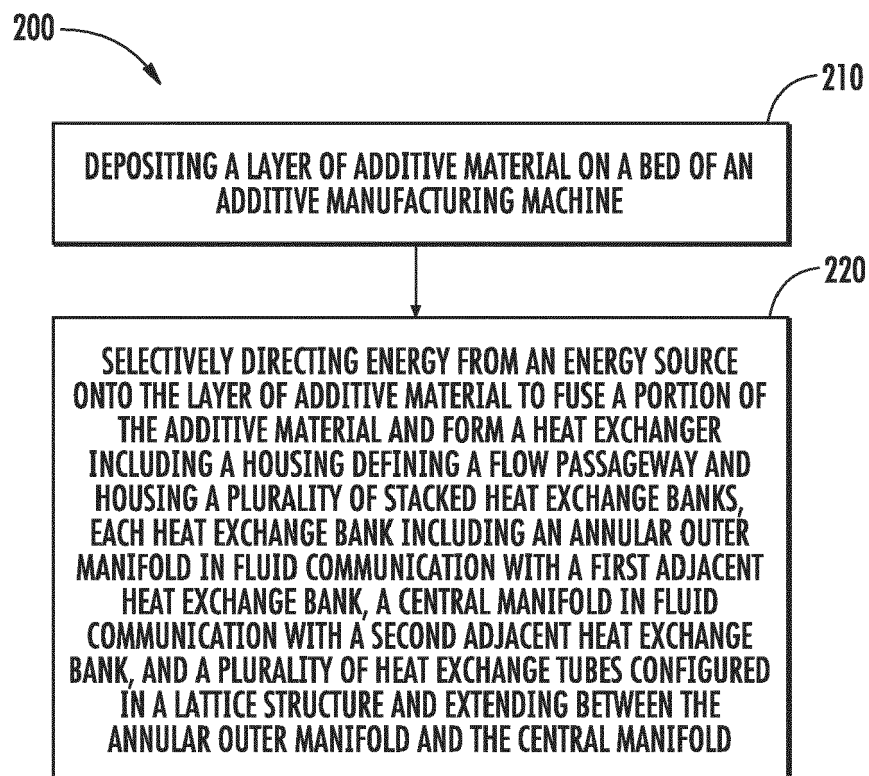 200
210
DEPOSITING A LAYER OF ADDITIVE MATERIAL ON A BED OF AN
ADDITIVE MANUFACTURING MACHINE
220
SELECTIVELY DIRECTING ENERGY FROM AN ENERGY SOURCE
ONTO THE LAYER OF ADDITIVE MATERIAL TO FUSE A PORTION OF
THE ADDITIVE MATERIAL AND FORM A HEAT EXCHANGER
INCLUDING A HOUSING DEFINING A FLOW PASSAGEWAY AND
HOUSING A PLURALITY OF STACKED HEAT EXCHANGE BANKS,
EACH HEAT EXCHANGE BANK INCLUDING AN ANNULAR OUTER
MANIFOLD IN FLUID COMMUNICATION WITH A FIRST ADJACENT
HEAT EXCHANGE BANK, A CENTRAL MANIFOLD IN FLUID
COMMUNICATION WITH A SECOND ADJACENT HEAT EXCHANGE
BANK, AND A PLURALITY OF HEAT EXCHANGE TUBES CONFIGURED
IN A LATTICE STRUCTURE AND EXTENDING BETWEEN THE
ANNULAR OUTER MANIFOLD AND THE CENTRAL MANIFOLD